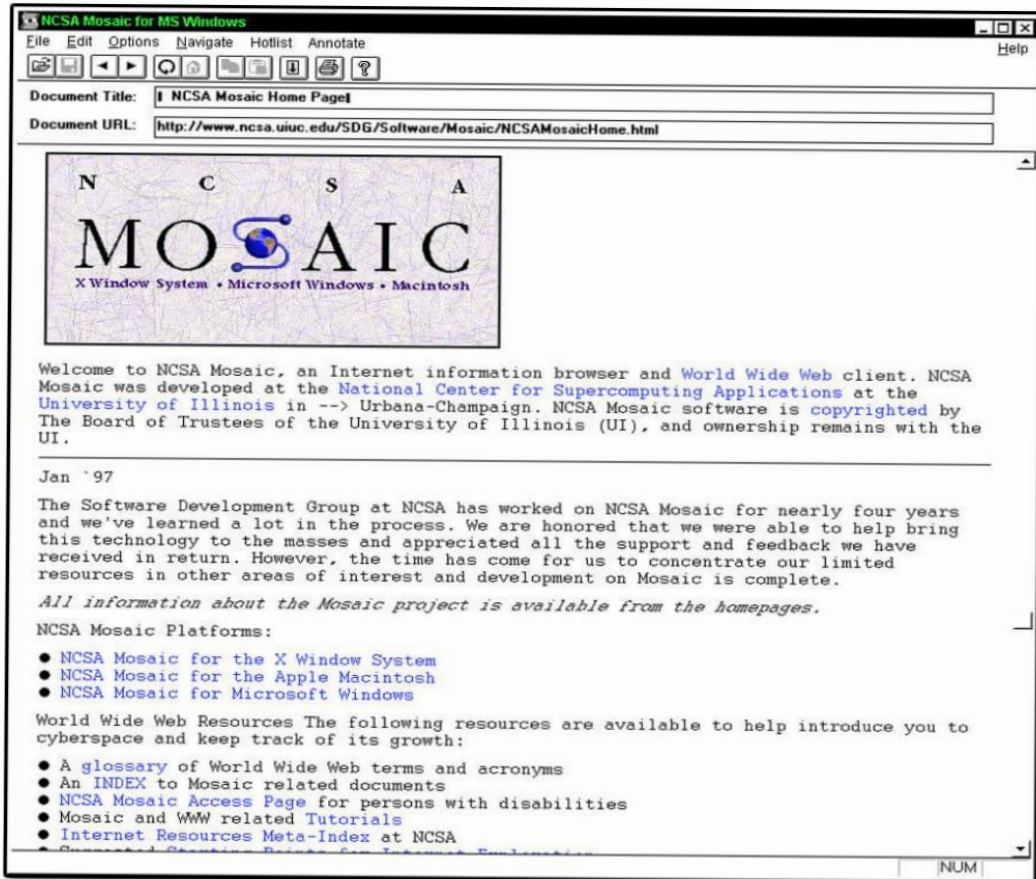 NCSA Mosaic for MS Windows
File Edit Options Navigate Hotlist Annotate
Help
Document Title: NCSA Mosaic Home Page
Document URL: http://www.ncsa.uiuc.edu/SDG/Software/Mosaic/NCSAMosaicHome.html
N C S A
MOSAIC
X Window System • Microsoft Windows • Macintosh
Welcome to NCSA Mosaic, an Internet information browser and World Wide Web client. NCSA
Mosaic was developed at the National Center for Supercomputing Applications at the
University of Illinois in --> Urbana-Champaign. NCSA Mosaic software is copyrighted by
The Board of Trustees of the University of Illinois (UI), and ownership remains with the
UI.
Jan `97
The Software Development Group at NCSA has worked on NCSA Mosaic for nearly four years
and we've learned a lot in the process. We are honored that we were able to help bring
this technology to the masses and appreciated all the support and feedback we have
received in return. However, the time has come for us to concentrate our limited
resources in other areas of interest and development on Mosaic is complete.
All information about the Mosaic project is available from the homepages.
NCSA Mosaic Platforms:
● NCSA Mosaic for the X Window System
● NCSA Mosaic for the Apple Macintosh
● NCSA Mosaic for Microsoft Windows
World Wide Web Resources The following resources are available to help introduce you to
cyberspace and keep track of its growth:
● A glossary of World Wide Web terms and acronyms
● An INDEX to Mosaic related documents
● NCSA Mosaic Access Page for persons with disabilities
● Mosaic and WWW related Tutorials
● Internet Resources Meta-Index at NCSA
● Suggested Starting Points for Internet Exploration
NUM